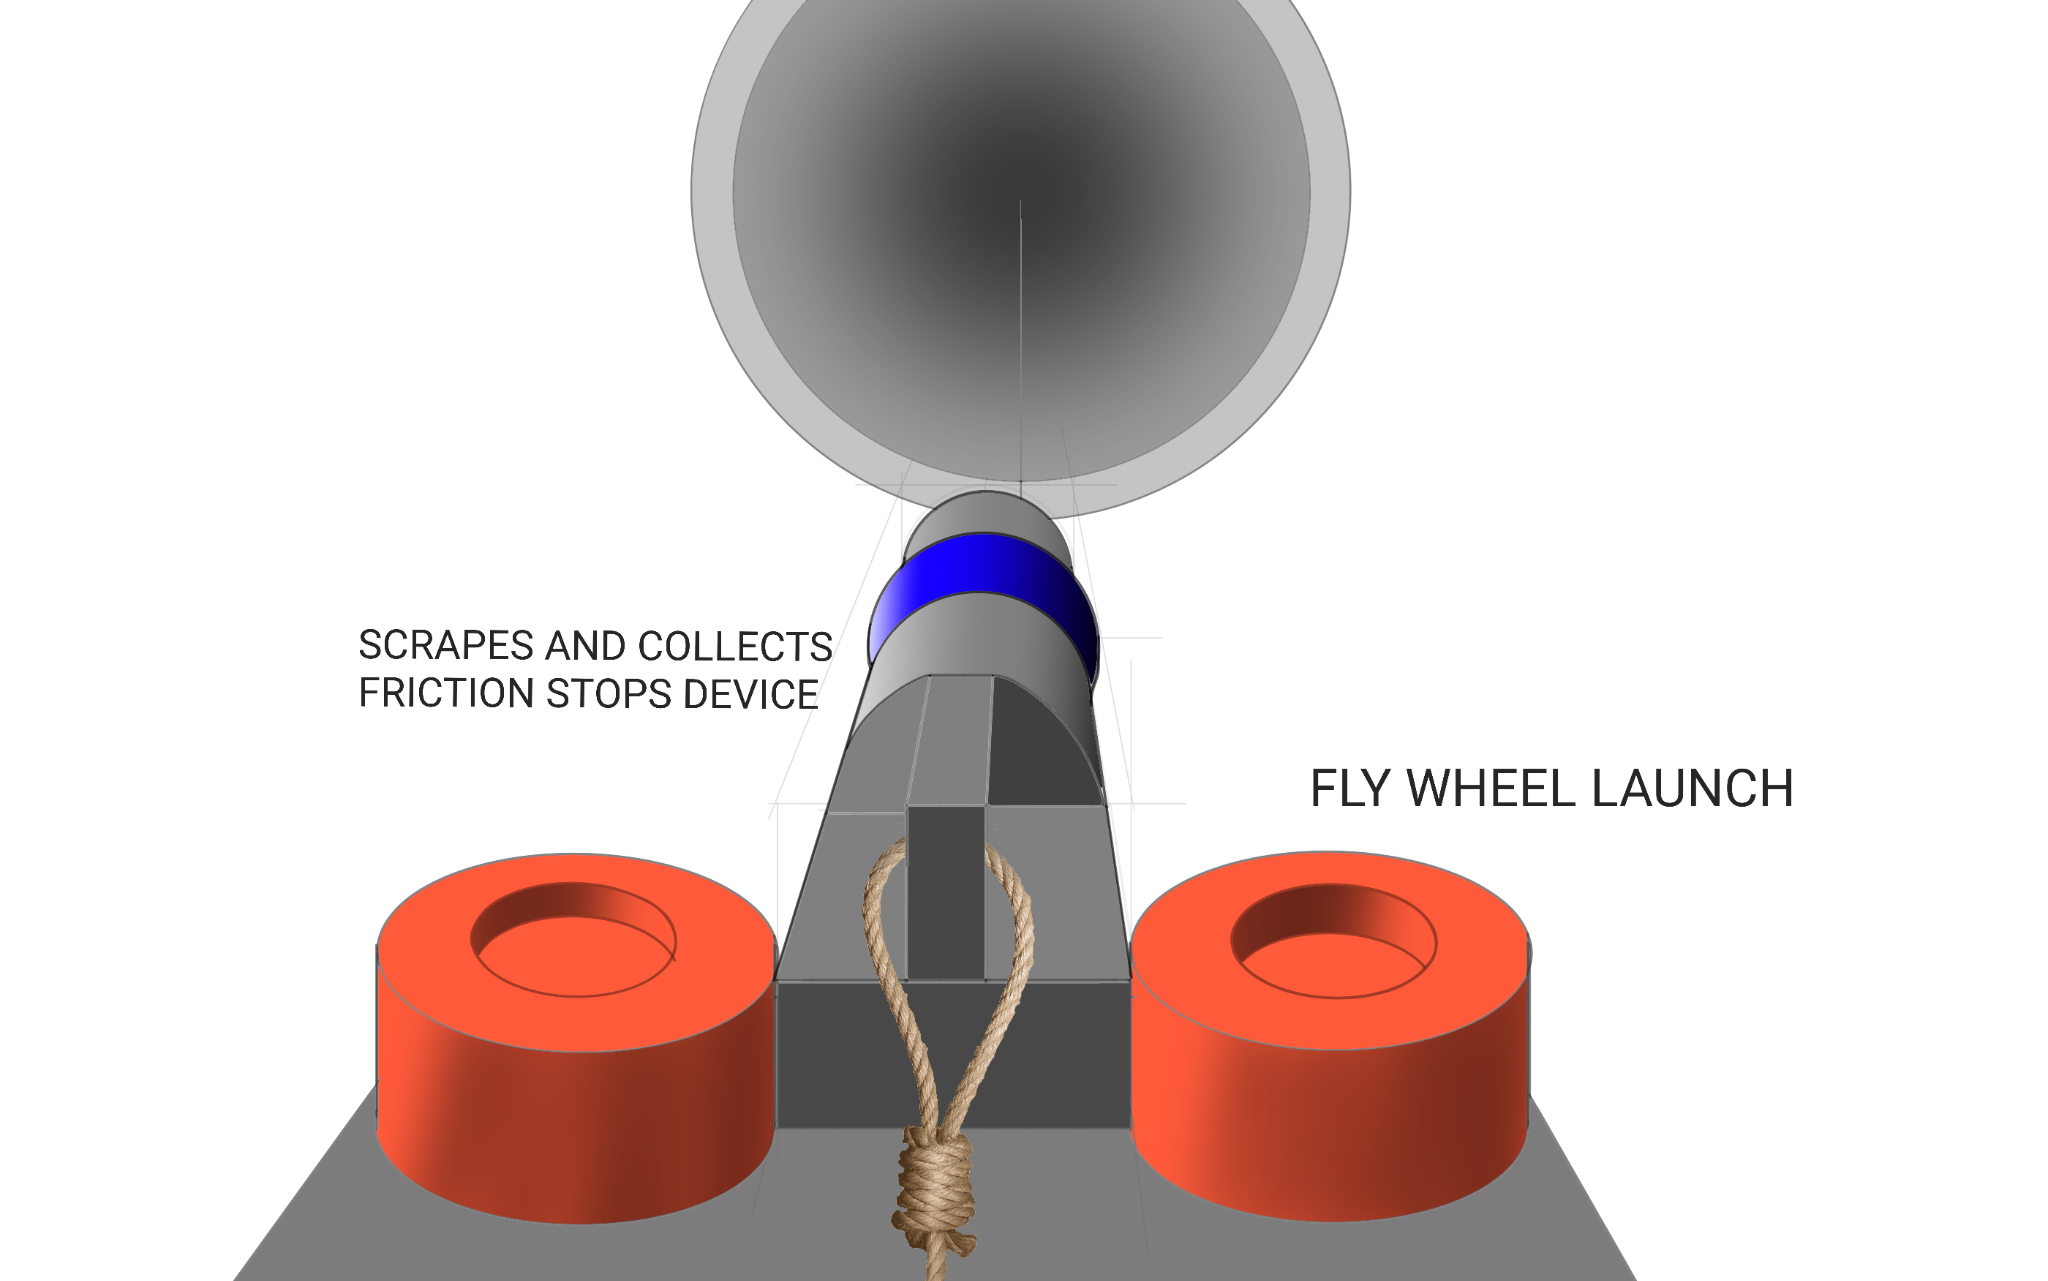 SCRAPES AND COLLECTS
FRICTION STOPS DEVICE
FLY WHEEL LAUNCH